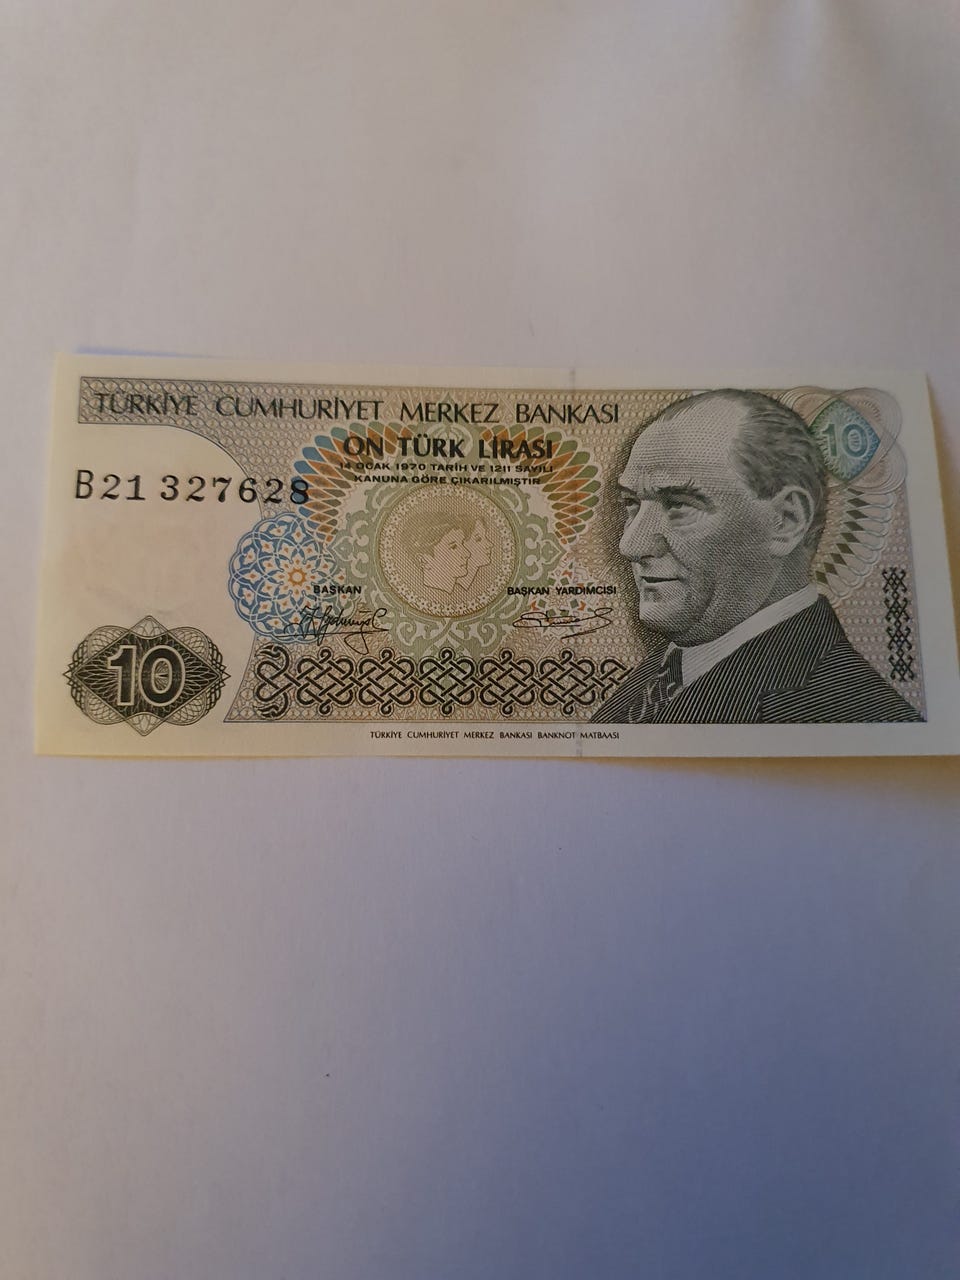 TÜRKİYE CUMHURİYET MERKEZ BANKASI
ON TÜRK LİRASI
14 OCAK 1970 TARİH VE 1211 SAYILI
KANUNA GÖRE ÇIKARILMIŞTIR
10
B21 327628
BAŞKAN
BAŞKAN YARDIMCISI
10
TÜRKİYE CUMHURİYET MERKEZ BANKASI BANKNOT MATBAASI